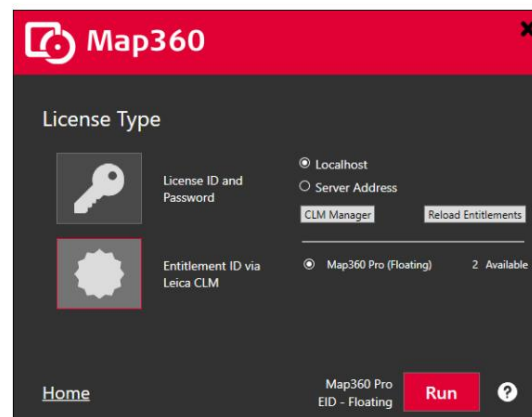 Map360
License Type
License ID and
Password
Localhost
Server Address
CLM Manager
Reload Entitlements
Entitlement ID via
Leica CLM
Map360 Pro (Floating)
2 Available
Home
Map360 Pro
EID - Floating
Run
?